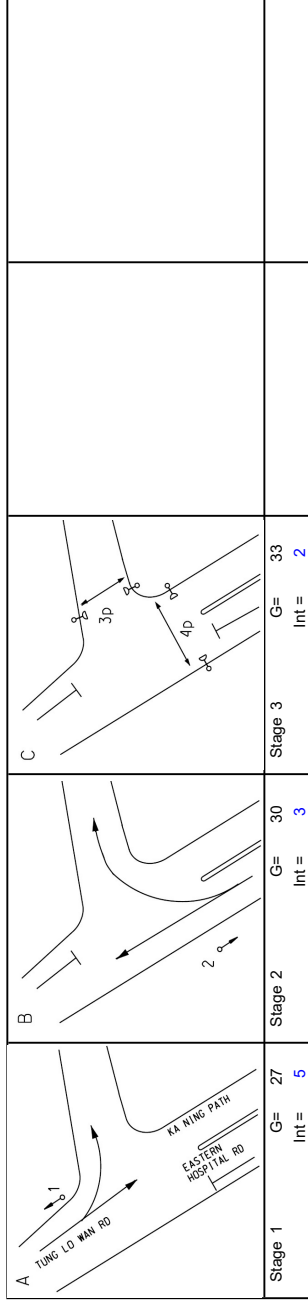 A
1
TUNG LO WAN RD
KA NING PATH
EASTERN
HOSPITAL RD
Stage 1 G= 27
Int = 5
B
2
Stage 2 G= 30
Int = 3
C
3p
4p
Stage 3 G= 33
Int = 2